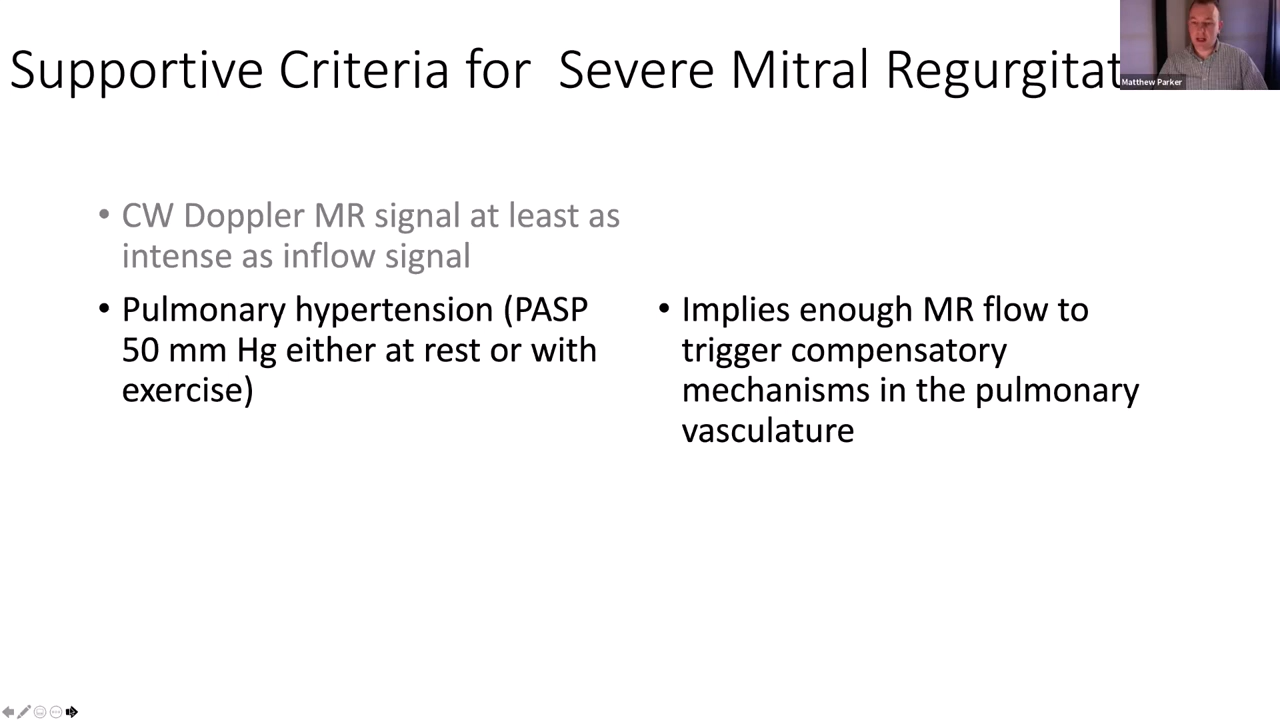 Supportive Criteria for  Severe Mitral Regurgitat
Matthew Parker
• CW Doppler MR signal at least as
intense as inflow signal
• Pulmonary hypertension (PASP
50 mm Hg either at rest or with
exercise)
• Implies enough MR flow to
trigger compensatory
mechanisms in the pulmonary
vasculature